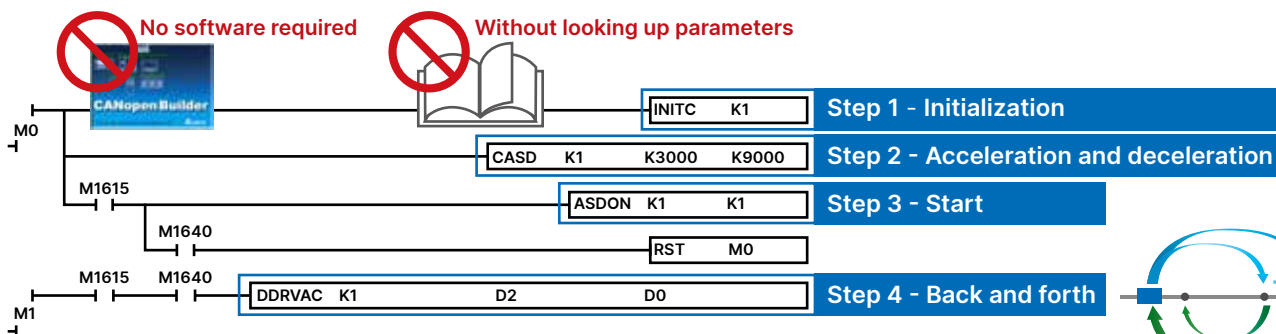 No software required
Without looking up parameters
CANopen Builder
INITC K1
Step 1 - Initialization
M0
CASD K1 K3000 K9000
Step 2 - Acceleration and deceleration
M1615
ASDON K1 K1
Step 3 - Start
M1640
RST M0
M1615 M1640
DDRVAC K1 D2 D0
Step 4 - Back and forth
M1